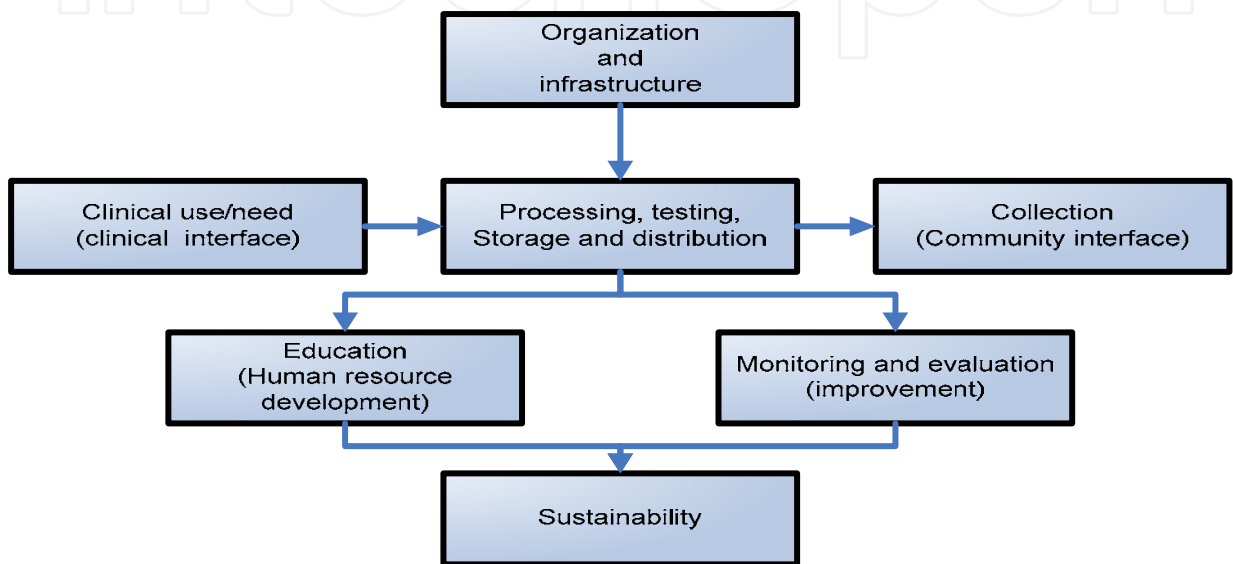 Organization
and
infrastructure
Clinical use/need
(clinical interface)
Processing, testing,
Storage and distribution
Collection
(Community interface)
Education
(Human resource
development)
Monitoring and evaluation
(improvement)
Sustainability